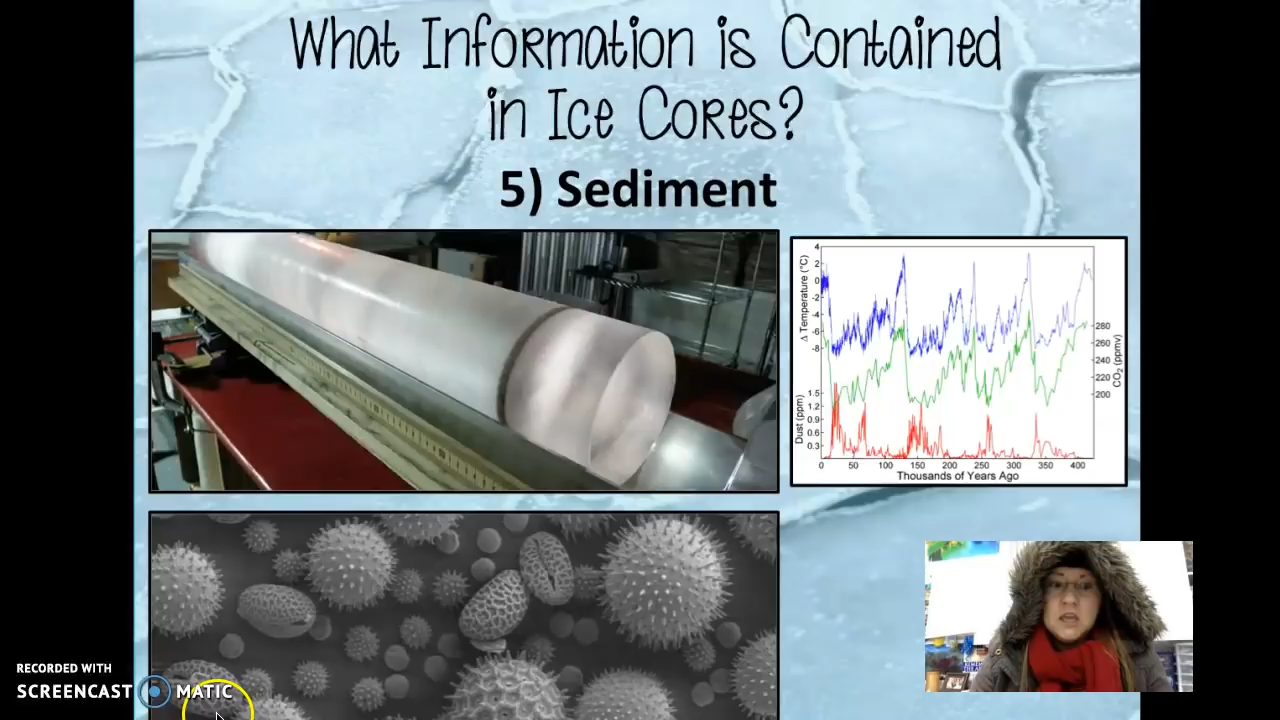 What Information is Contained
in Ice Cores?
5) Sediment
4
2
0
-2
-4
-6
-8
Δ Temperature (°C)
280
260
240
220
200
CO2 (ppmv)
1.5
1.2
0.9
0.6
0.3
Dust (ppm)
0 50 100 150 200 250 300 350 400
Thousands of Years Ago
RECORDED WITH
SCREENCAST MATIC